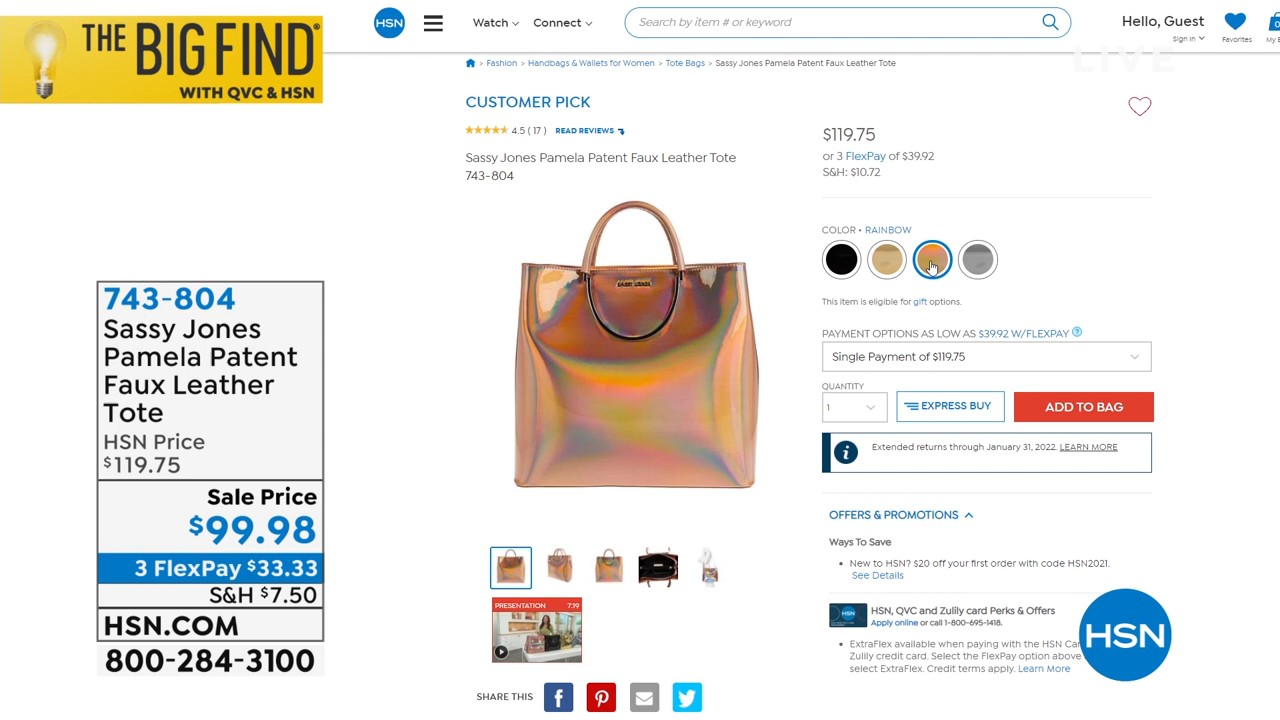 THE BIG FIND®
WITH QVC & HSN
743-804
Sassy Jones
Pamela Patent
Faux Leather
Tote
HSN Price
$119.75
Sale Price
$99.98
3 FlexPay $33.33
S&H $7.50
HSN.COM
800-284-3100
HSN
Watch
Connect
Search by item # or keyword
Hello, Guest
Sign In
Favorites
0
LIVE
> Fashion > Handbags & Wallets for Women > Tote Bags > Sassy Jones Pamela Patent Faux Leather Tote
CUSTOMER PICK
4.5 ( 17 ) READ REVIEWS
Sassy Jones Pamela Patent Faux Leather Tote
743-804
SASSY JONES
PRESENTATION 7:19
SHARE THIS
$119.75
or 3 FlexPay of $39.92
S&H: $10.72
COLOR • RAINBOW
This item is eligible for gift options.
PAYMENT OPTIONS AS LOW AS $39.92 W/FLEXPAY ?
Single Payment of $119.75
QUANTITY
1
EXPRESS BUY
ADD TO BAG
Extended returns through January 31, 2022. LEARN MORE
OFFERS & PROMOTIONS
Ways To Save
• New to HSN? $20 off your first order with code HSN2021.
See Details
HSN
HSN, QVC and Zulily card Perks & Offers
Apply online or call 1-800-695-1418.
• ExtraFlex available when paying with the HSN Car
Zulily credit card. Select the FlexPay option above
select ExtraFlex. Credit terms apply. Learn More
HSN